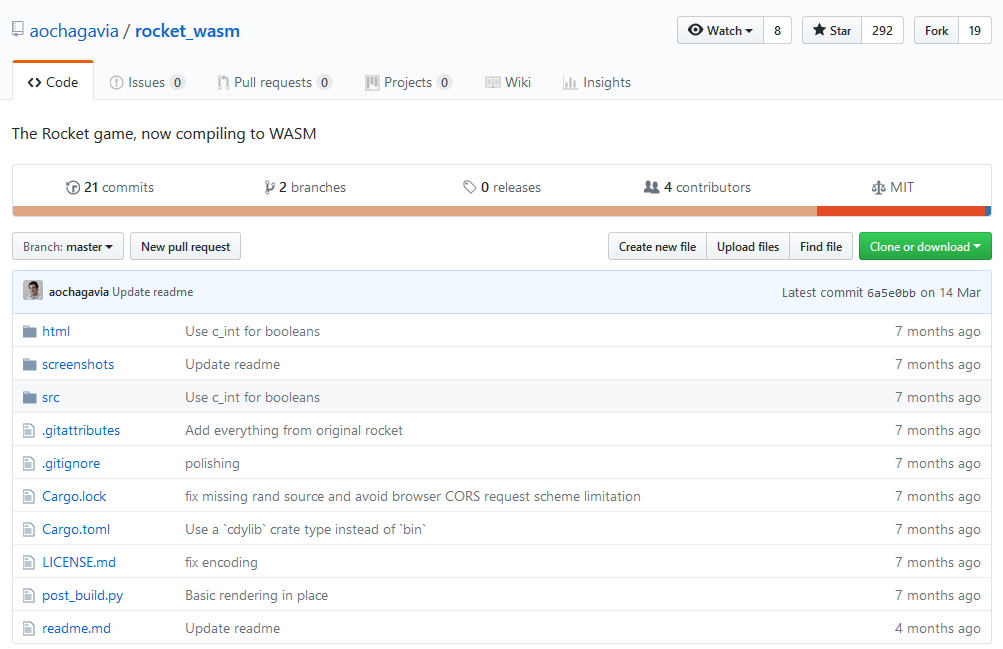 aochagavia / rocket_wasm Watch 8 Star 292 Fork 19
Code Issues 0 Pull requests 0 Projects 0 Wiki Insights
The Rocket game, now compiling to WASM
21 commits 2 branches 0 releases 4 contributors MIT
Branch: master New pull request Create new file Upload files Find file Clone or download
aochagavia Update readme Latest commit 6a5e0bb on 14 Mar
html Use c_int for booleans 7 months ago
screenshots Update readme 7 months ago
src Use c_int for booleans 7 months ago
.gitattributes Add everything from original rocket 7 months ago
.gitignore polishing 7 months ago
Cargo.lock fix missing rand source and avoid browser CORS request scheme limitation 7 months ago
Cargo.toml Use a `cdylib` crate type instead of `bin` 7 months ago
LICENSE.md fix encoding 7 months ago
post_build.py Basic rendering in place 7 months ago
readme.md Update readme 4 months ago